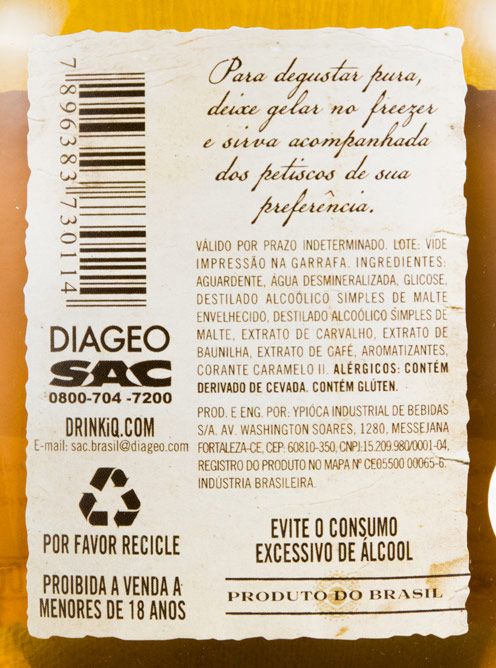 7 896383 730114
Para degustar pura,
deixe gelar no freezer
e sirva acompanhada
dos petiscos de sua
preferência.
VÁLIDO POR PRAZO INDETERMINADO. LOTE: VIDE
IMPRESSÃO NA GARRAFA. INGREDIENTES:
AGUARDENTE, ÁGUA DESMINERALIZADA, GLICOSE,
DESTILADO ALCOÓLICO SIMPLES DE MALTE
ENVELHECIDO, DESTILADO ALCOÓLICO SIMPLES DE
MALTE, EXTRATO DE CARVALHO, EXTRATO DE
BAUNILHA, EXTRATO DE CAFÉ, AROMATIZANTES,
CORANTE CARAMELO II. ALÉRGICOS: CONTÉM
DERIVADO DE CEVADA. CONTÉM GLÚTEN.
DIAGEO
SAC
0800-704 -7200
DRINKiQ.COM
E-mail: sac.brasil@diageo.com
PROD. E ENG. POR: YPIÓCA INDUSTRIAL DE BEBIDAS
S/A. AV. WASHINGTON SOARES, 1280, MESSEJANA
FORTALEZA-CE, CEP: 60810-350, CNPJ:15.209.980/0001-04.
REGISTRO DO PRODUTO NO MAPA Nº CE05500 00065-6.
INDÚSTRIA BRASILEIRA.
POR FAVOR RECICLE
PROIBIDA A VENDA A
MENORES DE 18 ANOS
EVITE O CONSUMO
EXCESSIVO DE ÁLCOOL
PRODUTO DO BRASIL